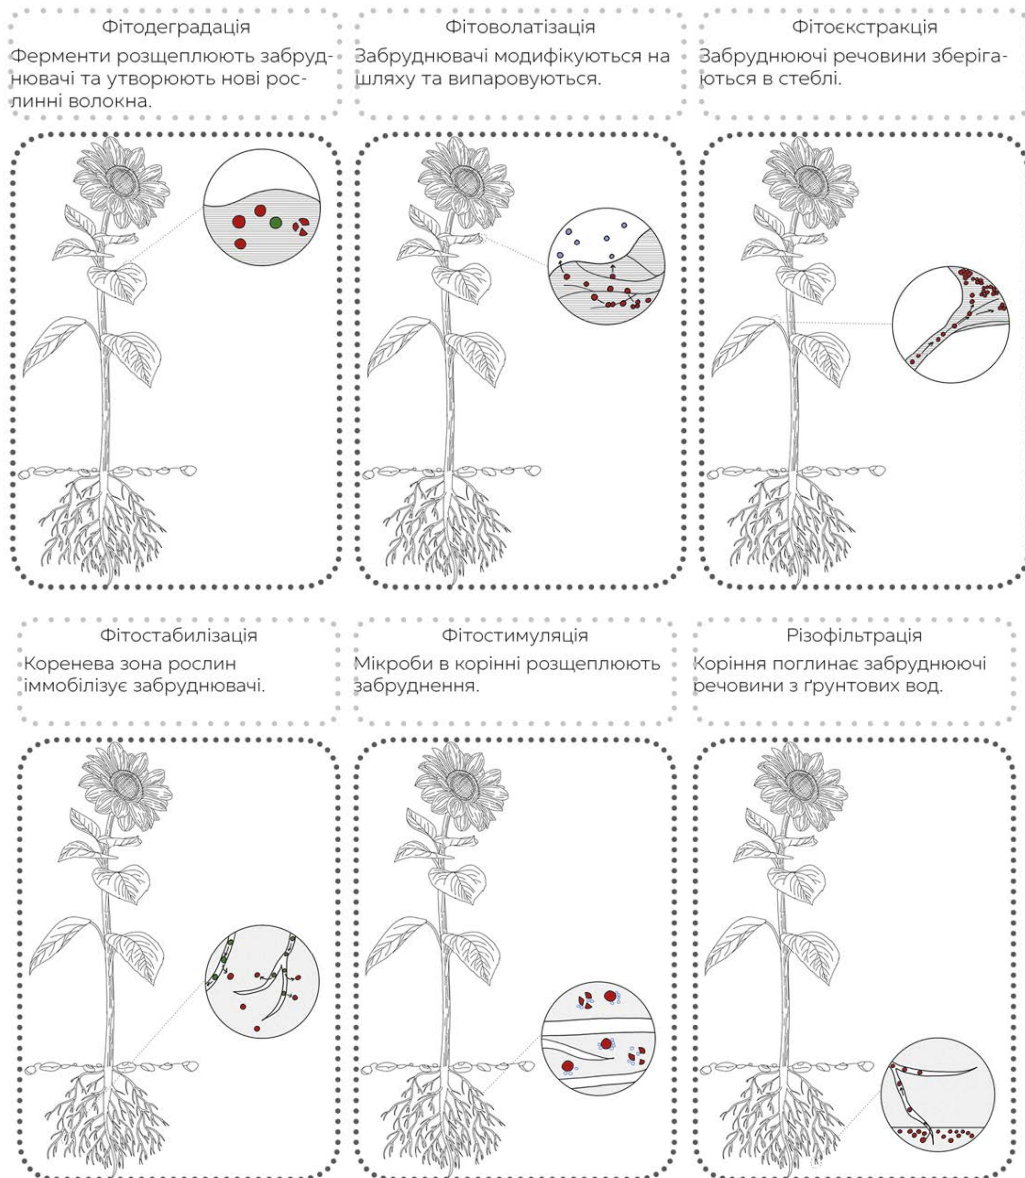 Фітодеградація
Ферменти розщеплюють забруд-
нювачі та утворюють нові рос-
линні волокна.
Фітоволатізація
Забруднювачі модифікуються на
шляху та випаровуються.
Фітоєкстракція
Забруднюючі речовини зберіга-
ються в стеблі.
Фітостабилізація
Коренева зона рослин
іммобілізує забруднювачі.
Фітостимуляція
Мікроби в корінні розщеплюють
забруднення.
Різофільтрація
Коріння поглинає забруднюючі
речовини з ґрунтових вод.